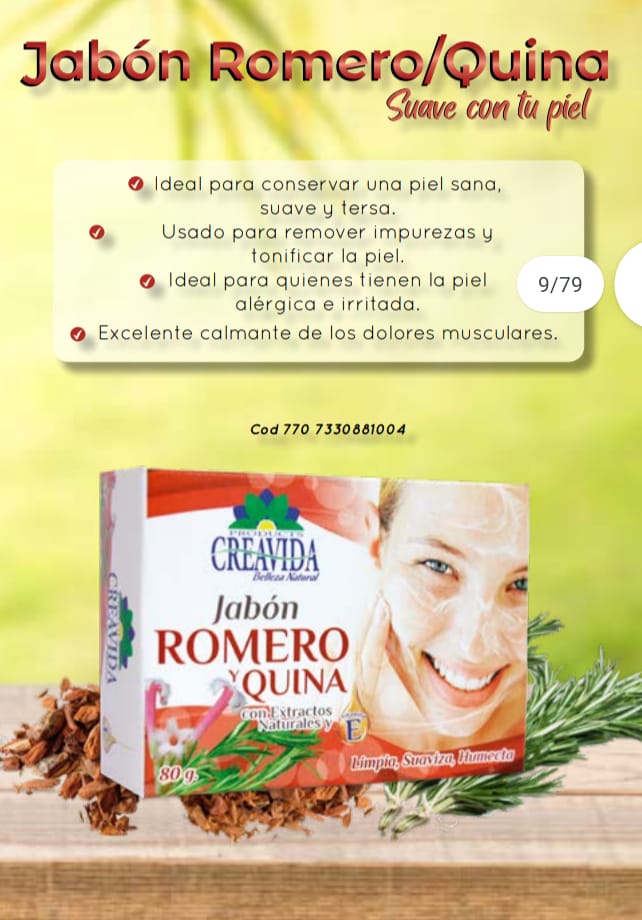 Jabón Romero/Quina
Suave con tu piel
Ideal para conservar una piel sana,
suave y tersa.
Usado para remover impurezas y
tonificar la piel.
Ideal para quienes tienen la piel
alérgica e irritada.
Excelente calmante de los dolores musculares.
9/79
Cod 770 7330881004
PRODUCTS
CREAVIDA
Belleza Natural
CREAVIDA
Jabón
ROMERO
Y QUINA
con Extractos
Naturales y
E
80 g.
Limpia, Suaviza, Humecta